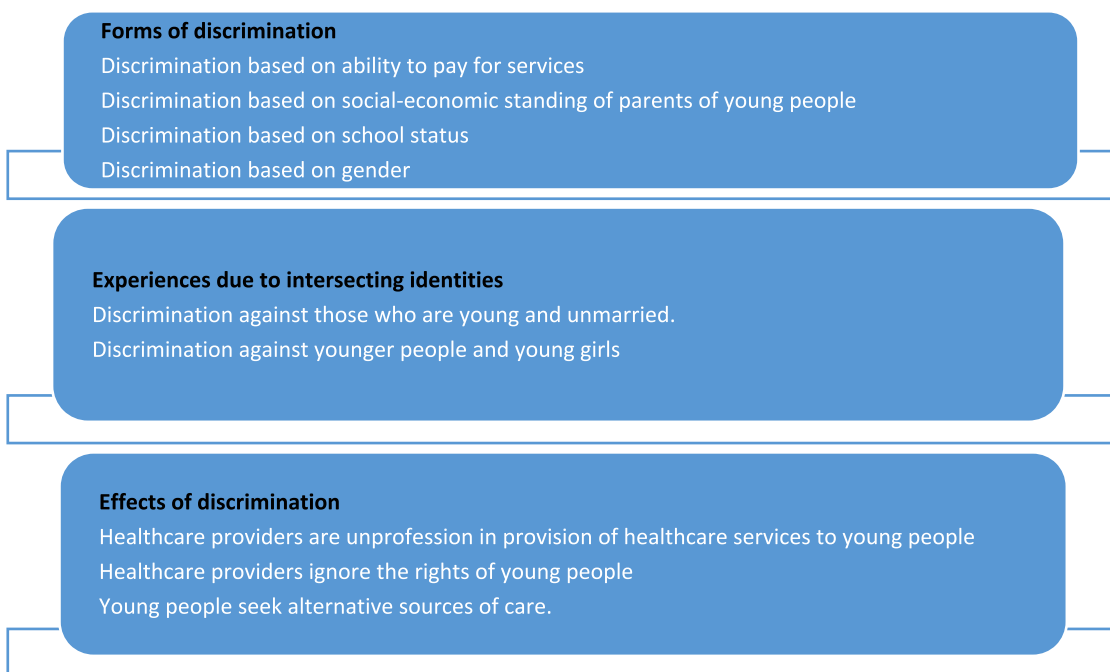 Forms of discrimination
Discrimination based on ability to pay for services
Discrimination based on social-economic standing of parents of young people
Discrimination based on school status
Discrimination based on gender
Experiences due to intersecting identities
Discrimination against those who are young and unmarried.
Discrimination against younger people and young girls
Effects of discrimination
Healthcare providers are unprofession in provision of healthcare services to young people
Healthcare providers ignore the rights of young people
Young people seek alternative sources of care.